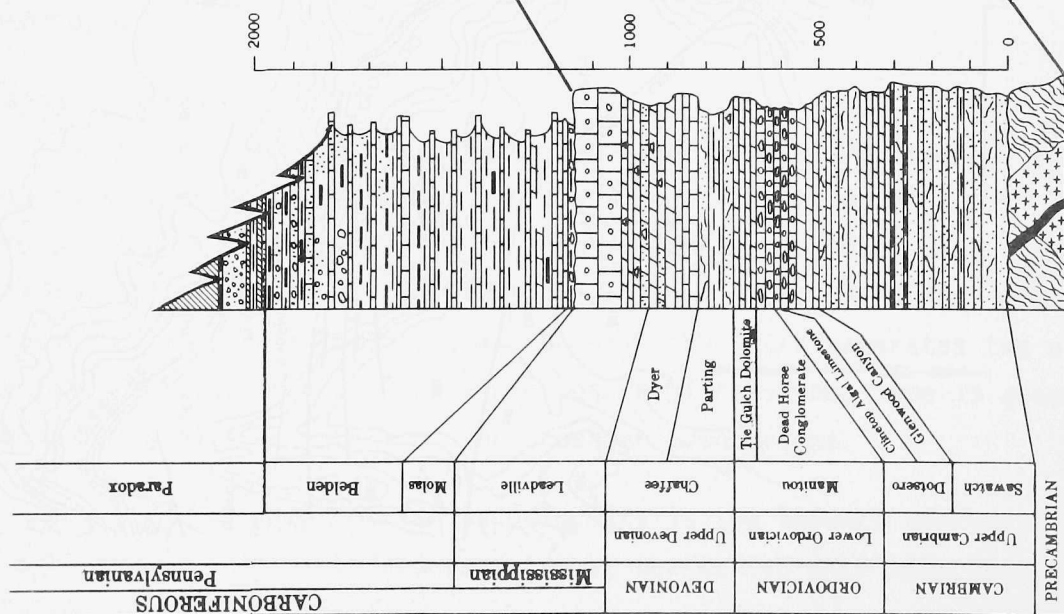 2000
1000
500
0
Dyer
Parting
Tie Gulch Dolomite
Dead Horse
Conglomerate
Clinetop Algal Limestone
Glenwood Canyon
Paradox
Belden
Molas
Leadville
Chaffee
Manitou
Dotsero
Sawatch
Upper Devonian
Lower Ordovician
Upper Cambrian
Pennsylvanian
Mississippian
CARBONIFEROUS
DEVONIAN
ORDOVICIAN
CAMBRIAN
PRECAMBRIAN